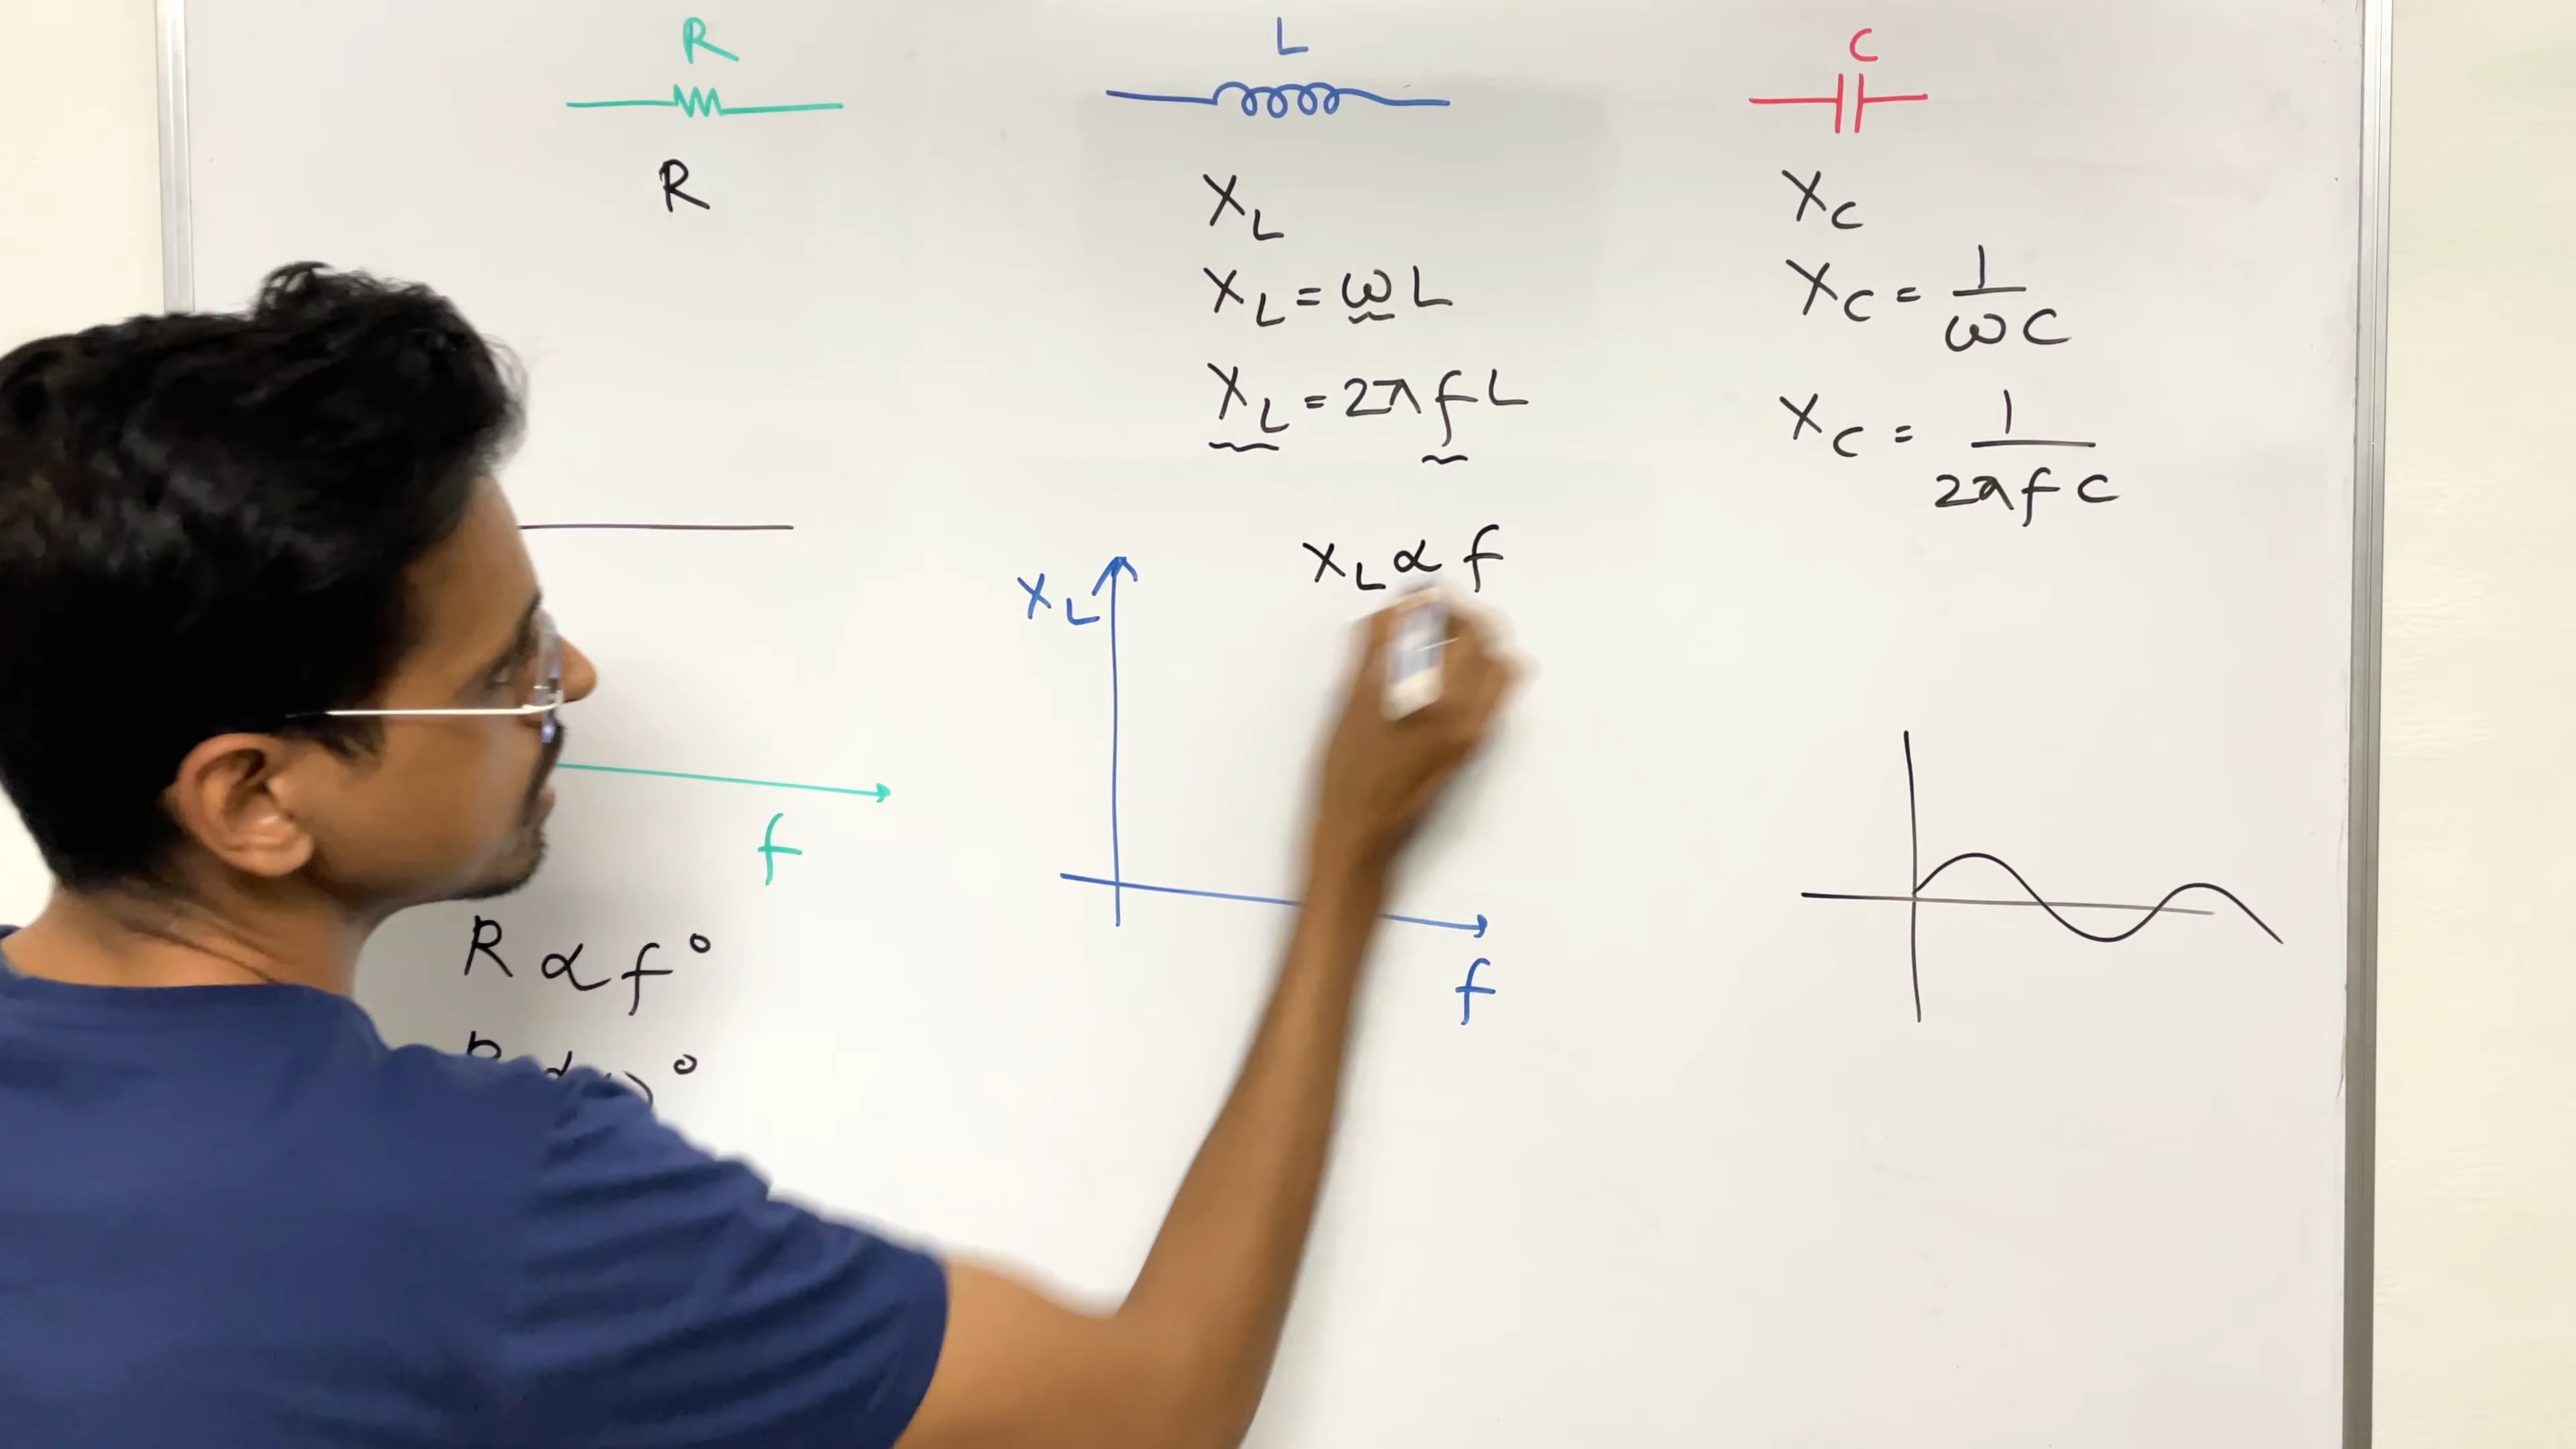 R
R
L
X_L
X_L = ωL
X_L = 2πfL
C
X_C
X_C = 1/ωC
X_C = 1/2πfC
X_L ∝ f
X_L
f
f
R ∝ f°